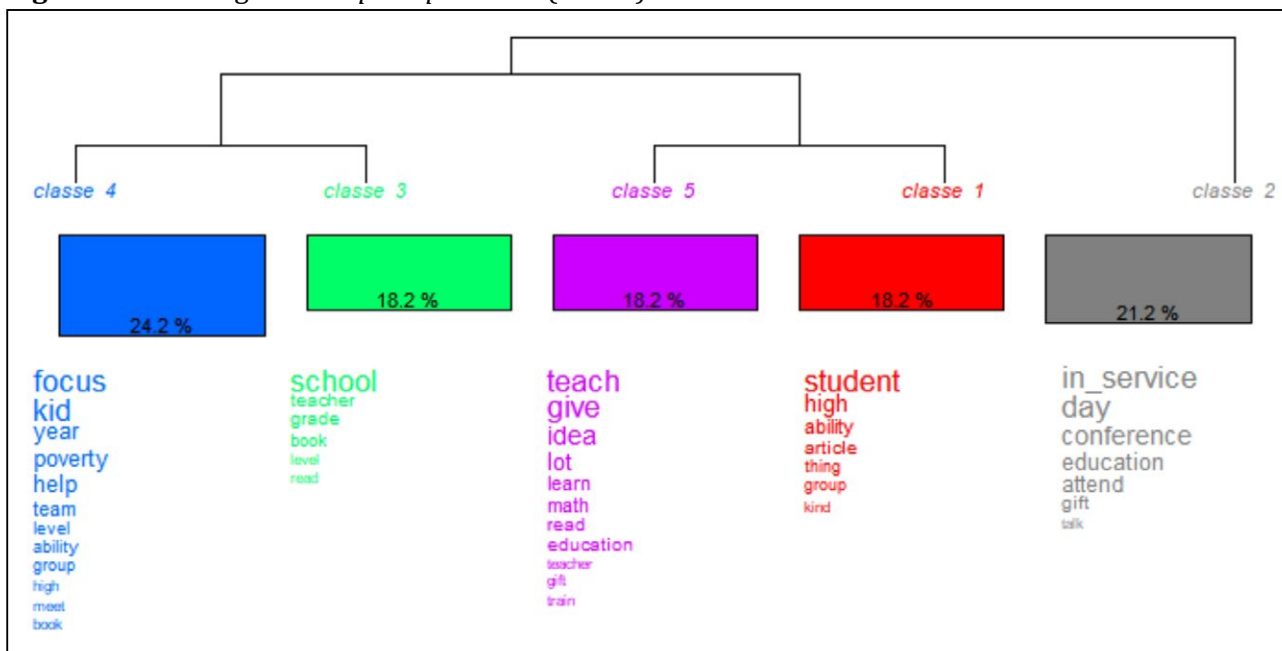 classe 4
classe 3
classe 5
classe 1
classe 2
24.2 %
18.2 %
18.2 %
18.2 %
21.2 %
focus
kid
year
poverty
help
team
level
ability
group
high
meet
book
school
teacher
grade
book
level
read
teach
give
idea
lot
learn
math
read
education
teacher
gift
train
student
high
ability
article
thing
group
kind
in_service
day
conference
education
attend
gift
talk